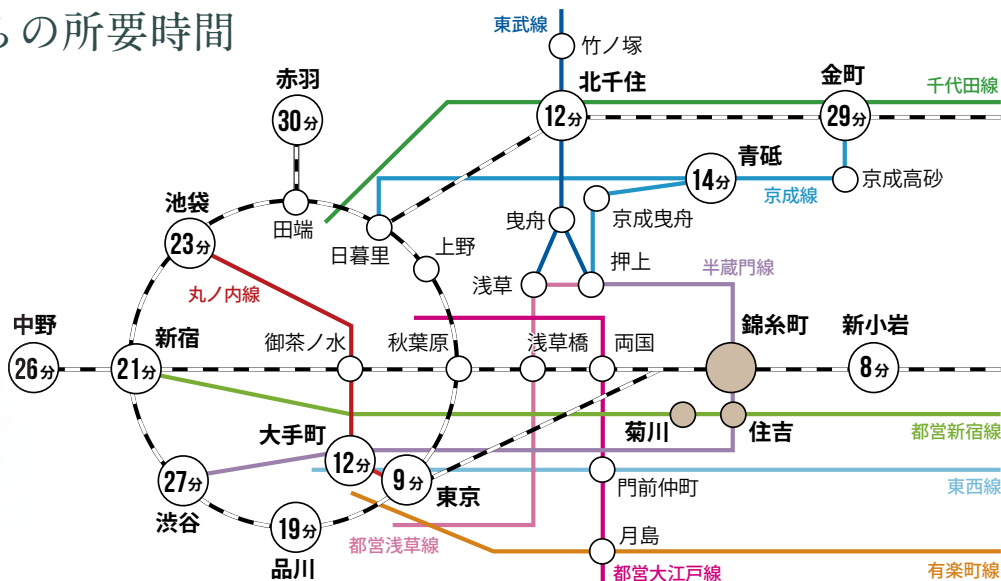 らの所要時間
東武線
竹ノ塚
赤羽
30分
北千住
12分
金町
29分
千代田線
青砥
14分
京成高砂
京成線
池袋
23分
田端
日暮里
上野
曳舟
京成曳舟
浅草
押上
半蔵門線
丸ノ内線
中野
26分
新宿
21分
御茶ノ水
秋葉原
浅草橋
両国
錦糸町
新小岩
8分
菊川
住吉
都営新宿線
大手町
12分
9分
東京
27分
渋谷
門前仲町
東西線
19分
品川
都営浅草線
月島
都営大江戸線
有楽町線